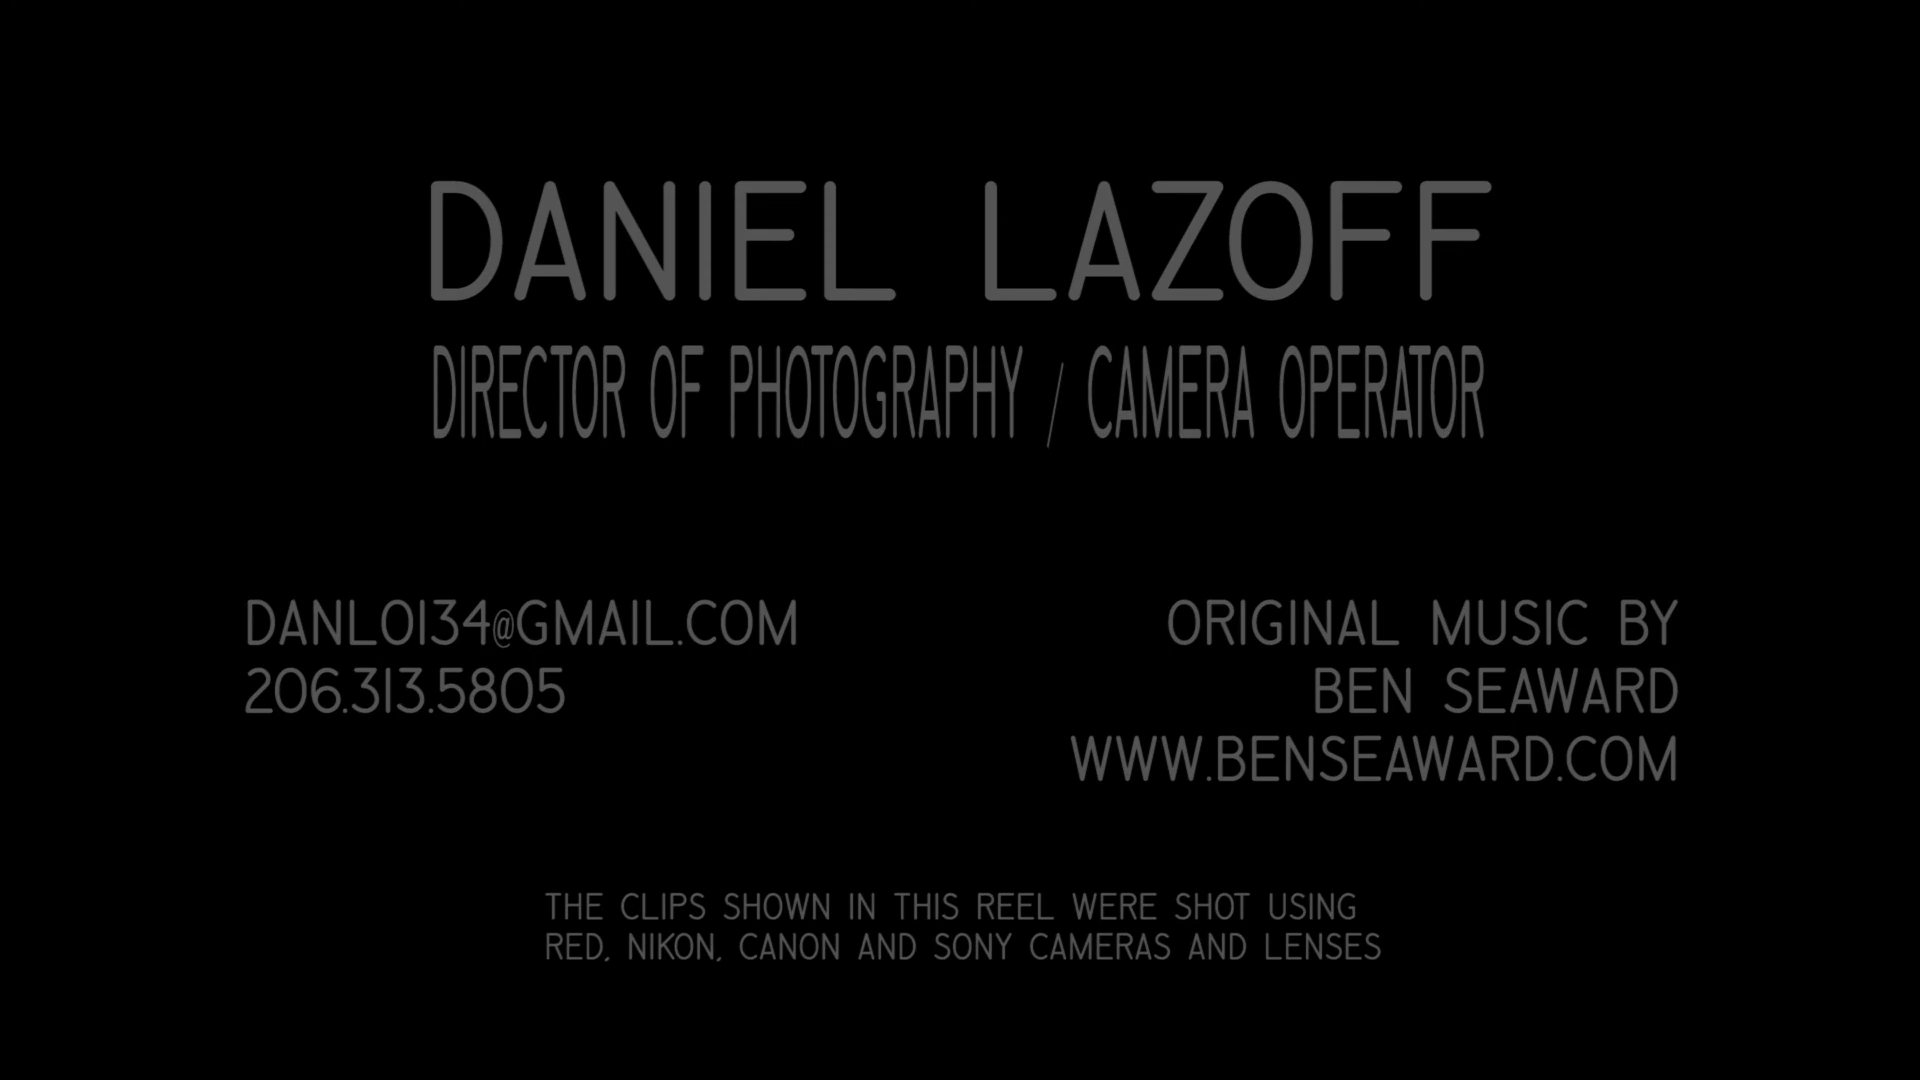 DANIEL LAZOFF
DIRECTOR OF PHOTOGRAPHY / CAMERA OPERATOR
DANLO134@GMAIL.COM
206.313.5805
ORIGINAL MUSIC BY
BEN SEAWARD
WWW.BENSEAWARD.COM
THE CLIPS SHOWN IN THIS REEL WERE SHOT USING
RED, NIKON, CANON AND SONY CAMERAS AND LENSES